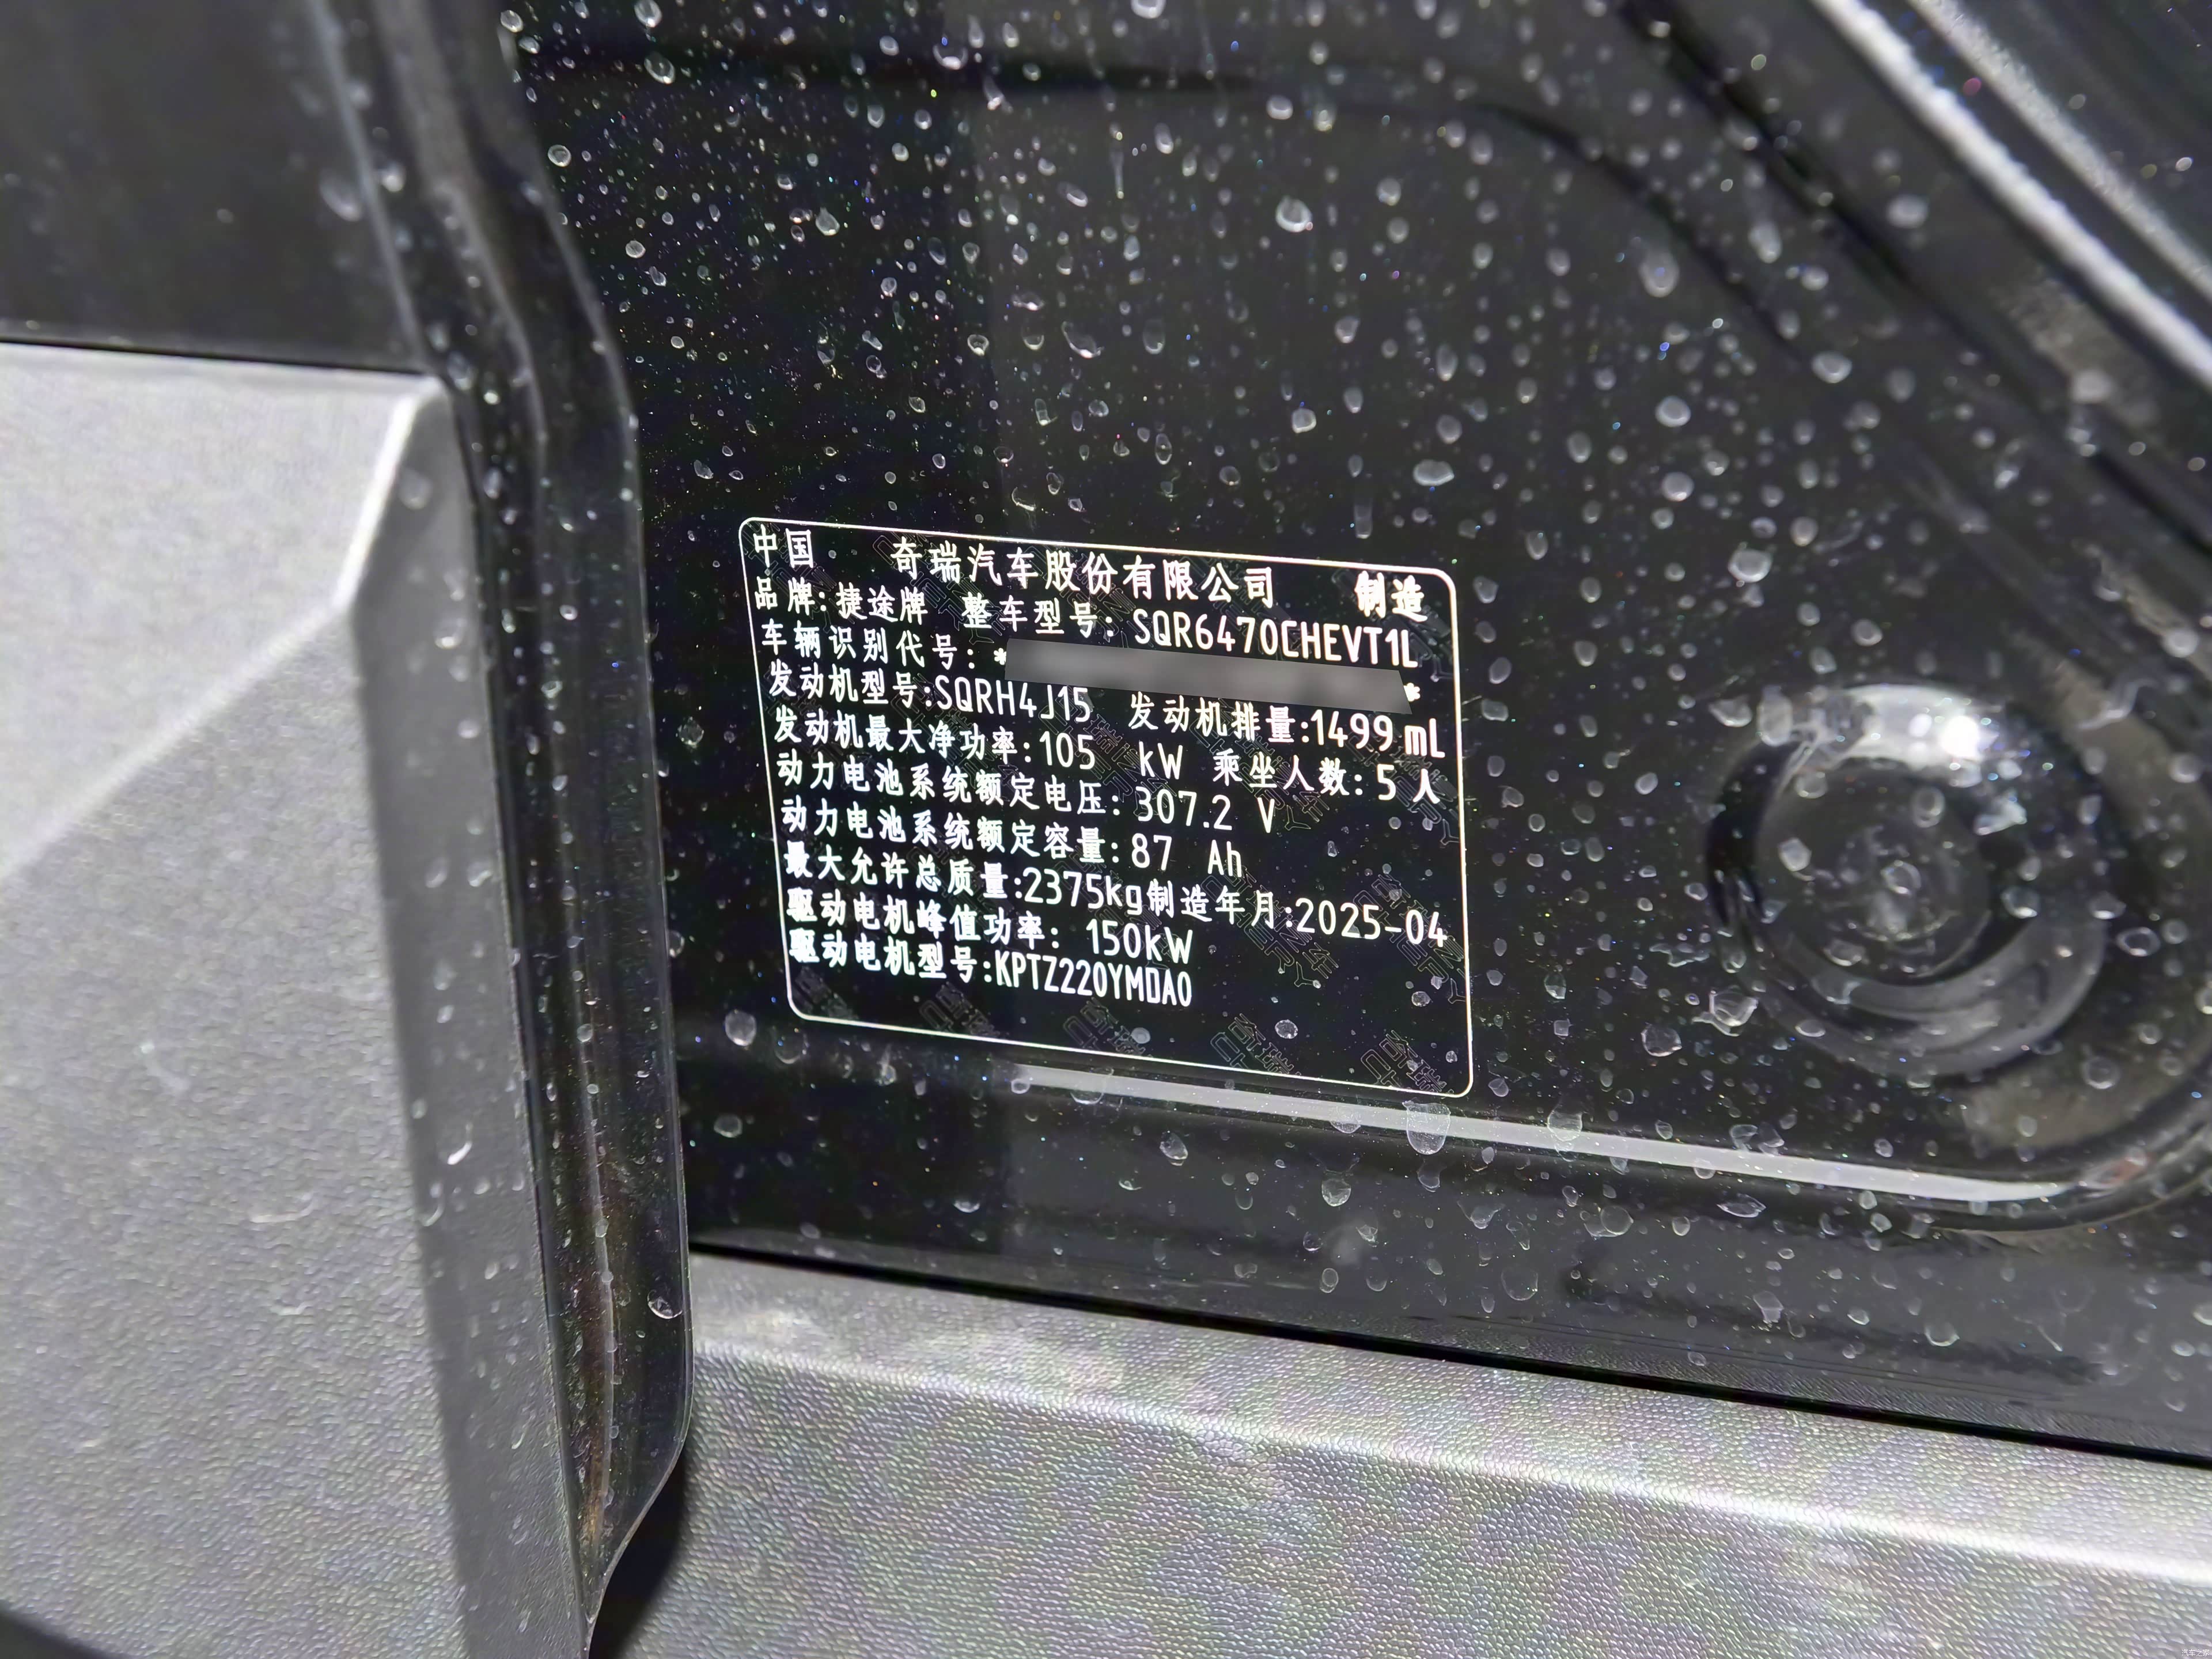 中国 奇瑞汽车股份有限公司 制造
品牌:捷途牌 整车型号: SQR6470CHEVT1L
车辆识别代号: * *
发动机型号:SQRH4J15 发动机排量:1499 mL
发动机最大净功率:105 kW 乘坐人数: 5 人
动力电池系统额定电压: 307.2 V
动力电池系统额定容量: 87 Ah
最大允许总质量:2375kg制造年月:2025-04
驱动电机峰值功率: 150kW
驱动电机型号:KPTZ220YMDA0